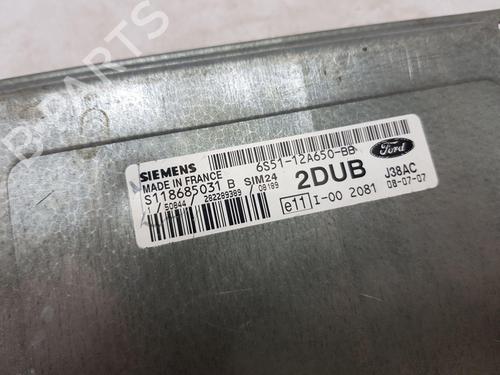 B-PARTS
SIEMENS
MADE IN FRANCE
6S51-12A650-BB
Ford
S118685031 B SIM24
2DUB
J38AC
/ 50844 / 282289389 / 08189
e11 I-00 2081
08-07-07